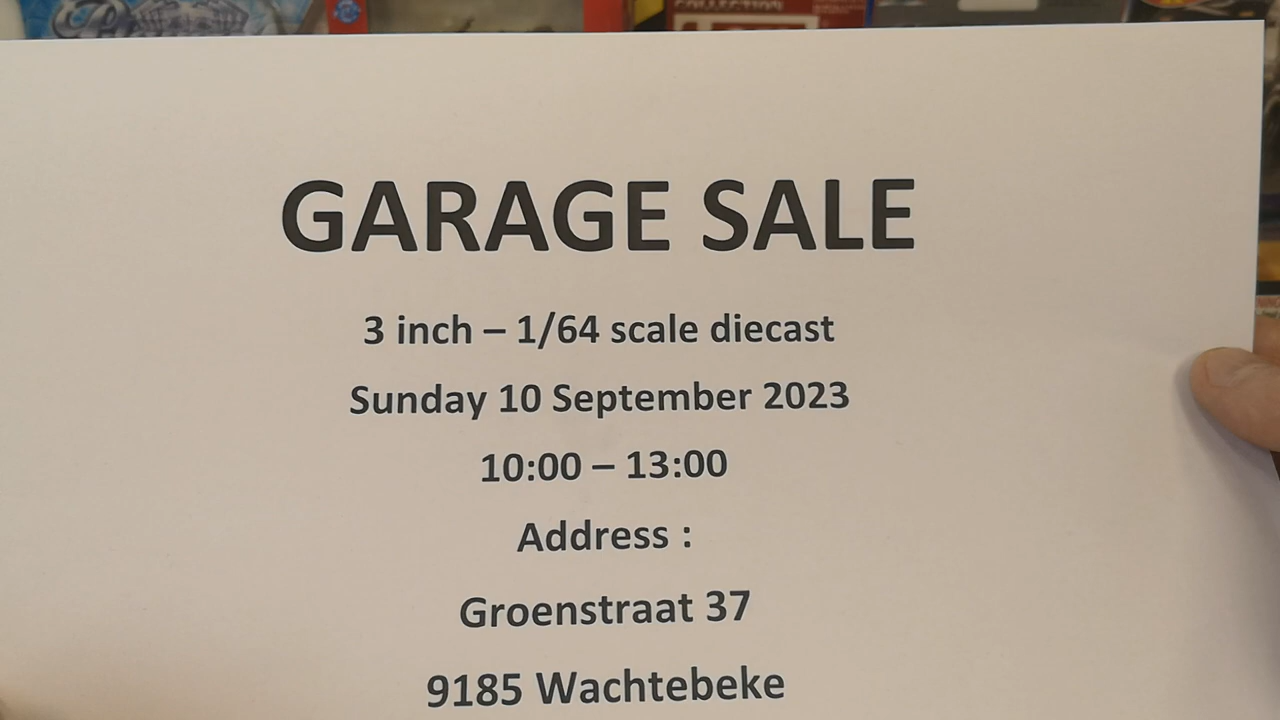 COLLECTION
GARAGE SALE
3 inch – 1/64 scale diecast
Sunday 10 September 2023
10:00 – 13:00
Address :
Groenstraat 37
9185 Wachtebeke